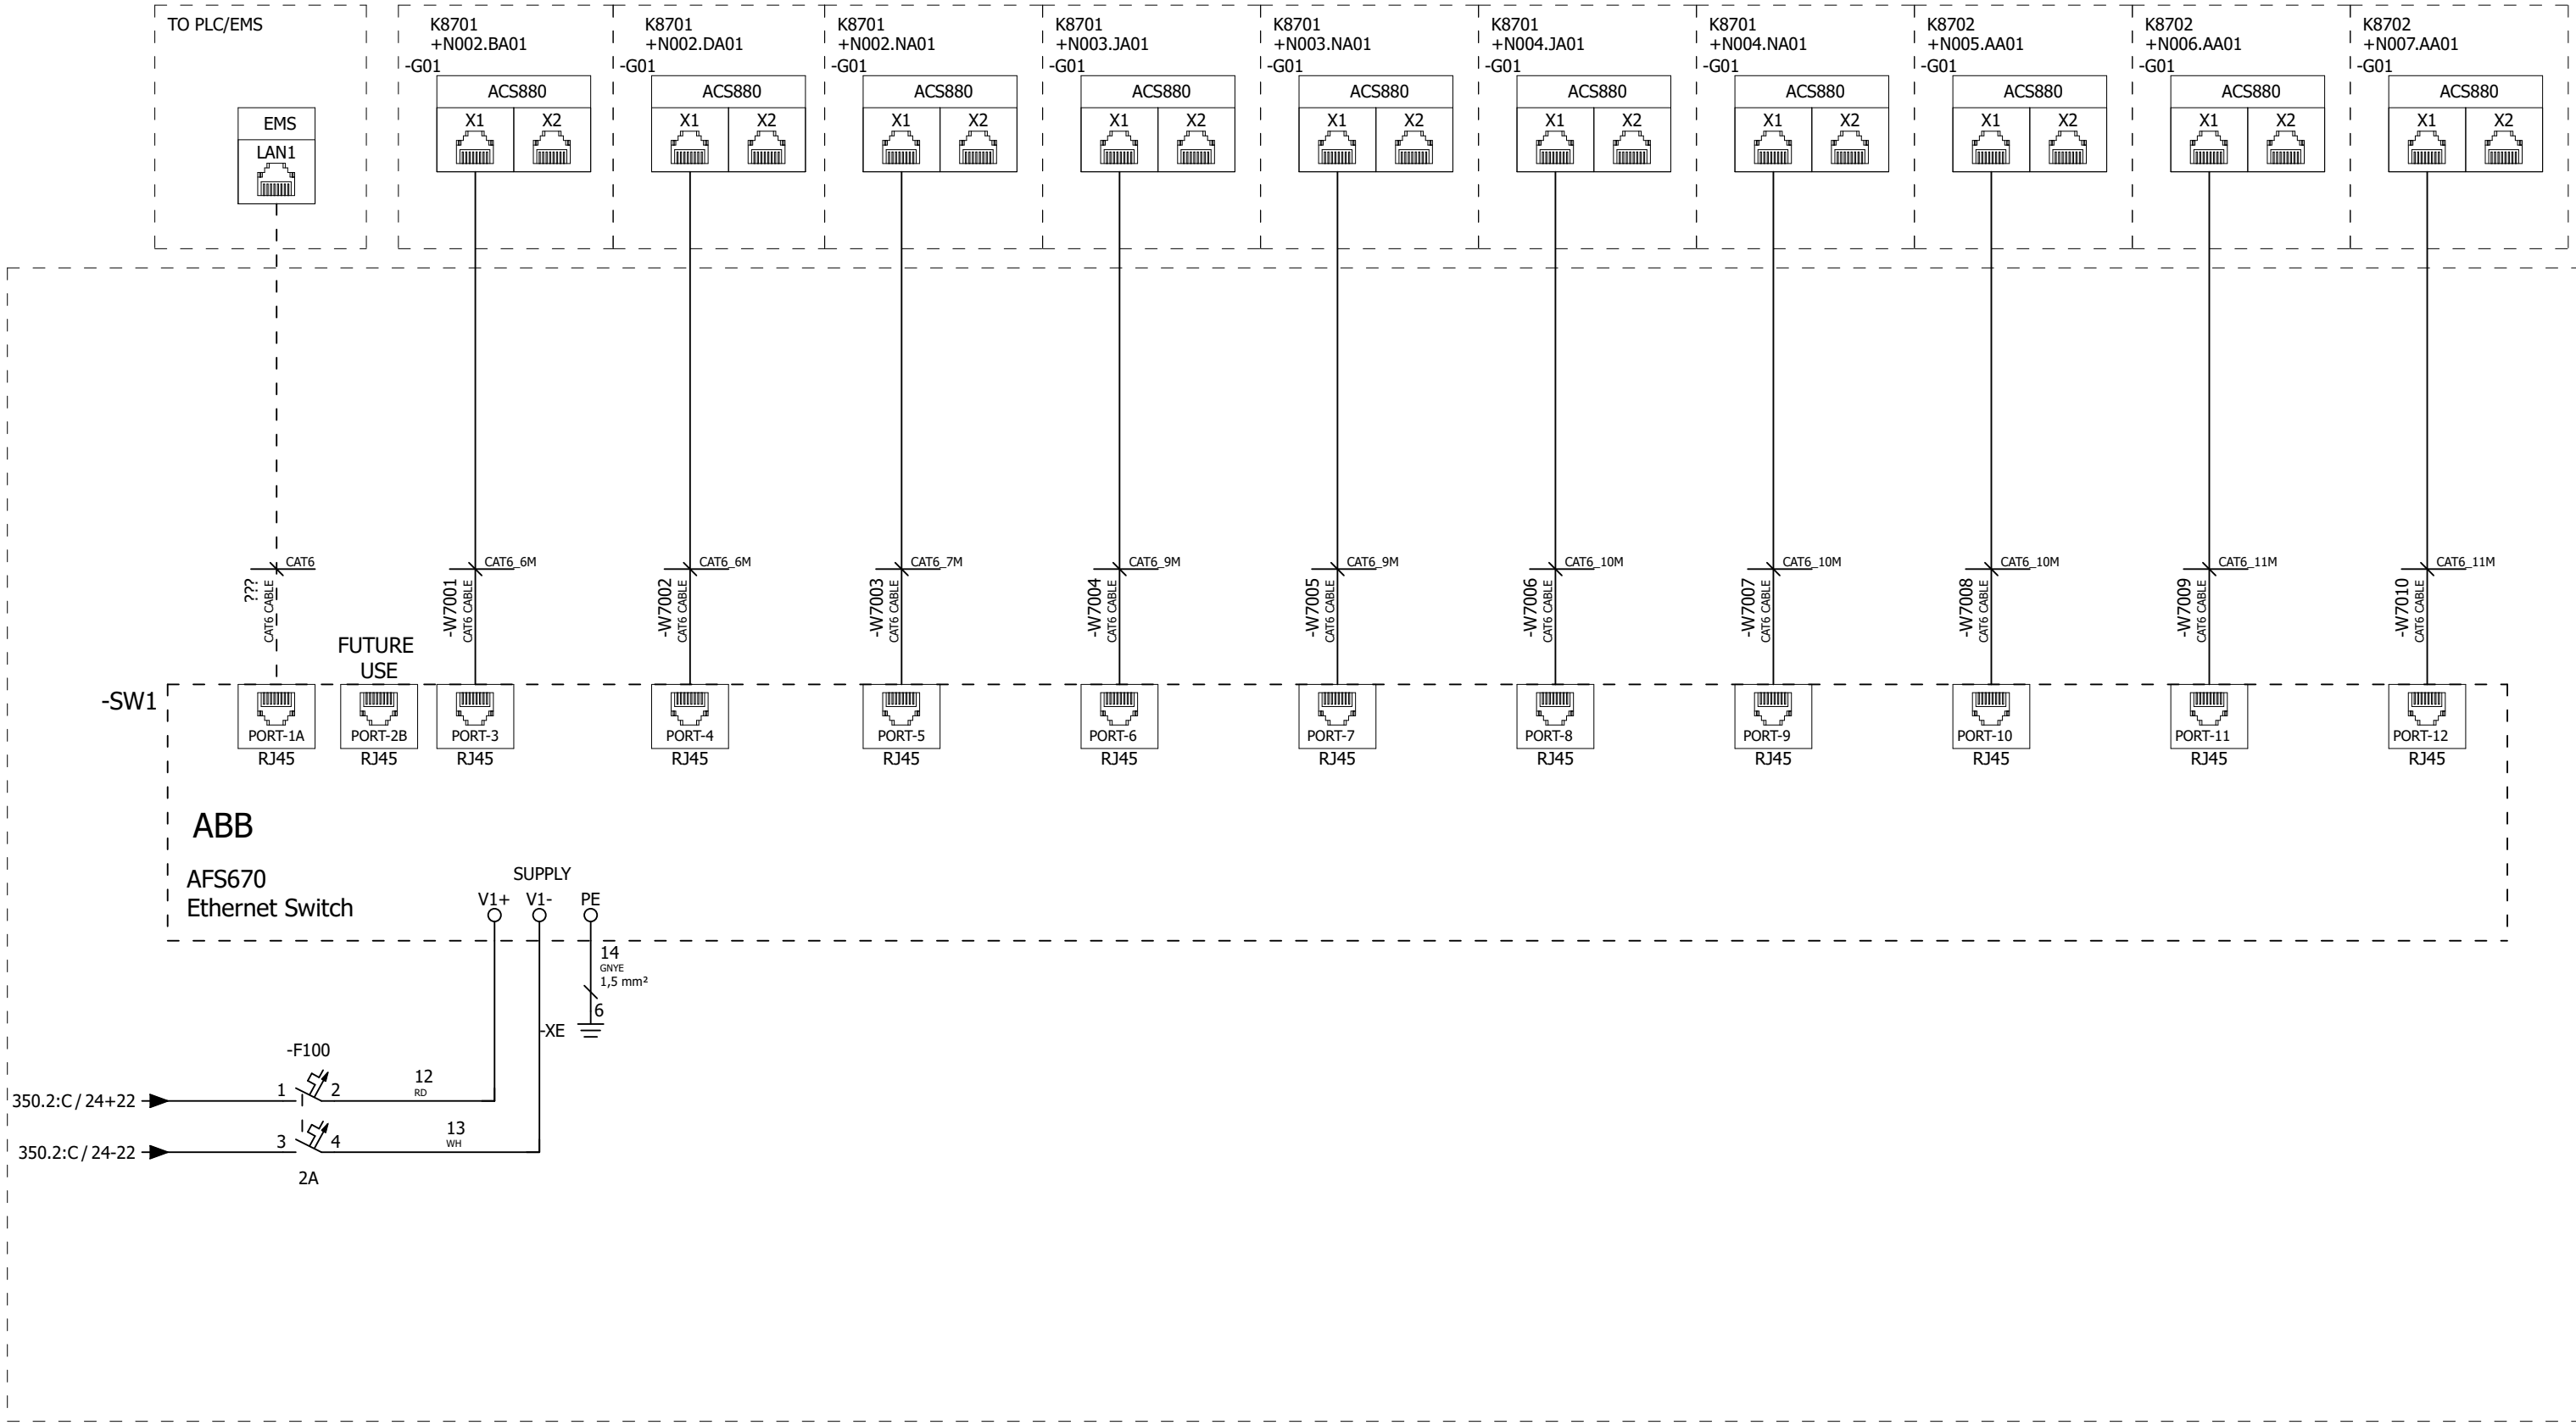 TO PLC/EMS
EMS
LAN1
K8701
+N002.BA01
-G01
ACS880
X1 X2
K8701
+N002.DA01
-G01
ACS880
X1 X2
K8701
+N002.NA01
-G01
ACS880
X1 X2
K8701
+N003.JA01
-G01
ACS880
X1 X2
K8701
+N003.NA01
-G01
ACS880
X1 X2
K8701
+N004.JA01
-G01
ACS880
X1 X2
K8701
+N004.NA01
-G01
ACS880
X1 X2
K8702
+N005.AA01
-G01
ACS880
X1 X2
K8702
+N006.AA01
-G01
ACS880
X1 X2
K8702
+N007.AA01
-G01
ACS880
X1 X2
CAT6
???
CAT6 CABLE
CAT6_6M
-W7001
CAT6 CABLE
CAT6_6M
-W7002
CAT6 CABLE
CAT6_7M
-W7003
CAT6 CABLE
CAT6_9M
-W7004
CAT6 CABLE
CAT6_9M
-W7005
CAT6 CABLE
CAT6_10M
-W7006
CAT6 CABLE
CAT6_10M
-W7007
CAT6 CABLE
CAT6_10M
-W7008
CAT6 CABLE
CAT6_11M
-W7009
CAT6 CABLE
CAT6_11M
-W7010
CAT6 CABLE
FUTURE
USE
-SW1
PORT-1A
RJ45
PORT-2B
RJ45
PORT-3
RJ45
PORT-4
RJ45
PORT-5
RJ45
PORT-6
RJ45
PORT-7
RJ45
PORT-8
RJ45
PORT-9
RJ45
PORT-10
RJ45
PORT-11
RJ45
PORT-12
RJ45
ABB
AFS670
Ethernet Switch
SUPPLY
V1+ V1- PE
14
GNYE
1,5 mm²
6
-XE
-F100
350.2:C / 24+22
1 2
12
RD
350.2:C / 24-22
3 4
13
WH
2A